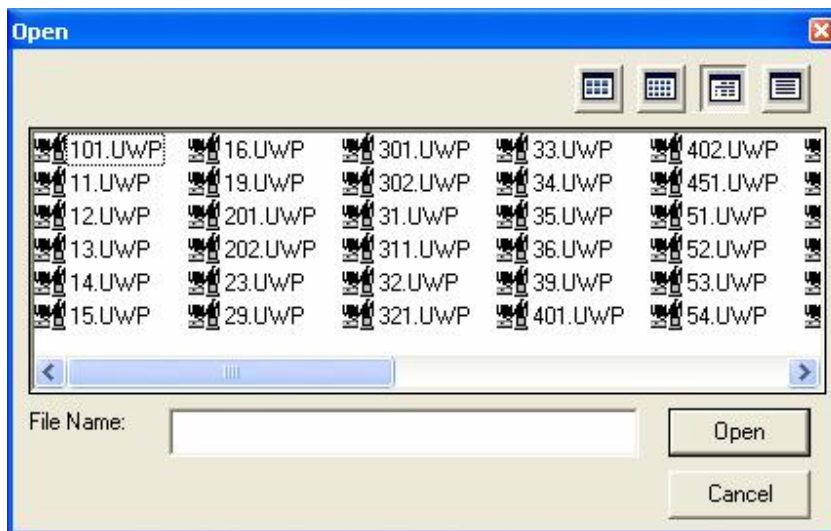 Open
101.UWP 16.UWP 301.UWP 33.UWP 402.UWP
11.UWP 19.UWP 302.UWP 34.UWP 451.UWP
12.UWP 201.UWP 31.UWP 35.UWP 51.UWP
13.UWP 202.UWP 311.UWP 36.UWP 52.UWP
14.UWP 23.UWP 32.UWP 39.UWP 53.UWP
15.UWP 29.UWP 321.UWP 401.UWP 54.UWP
File Name:
Open
Cancel